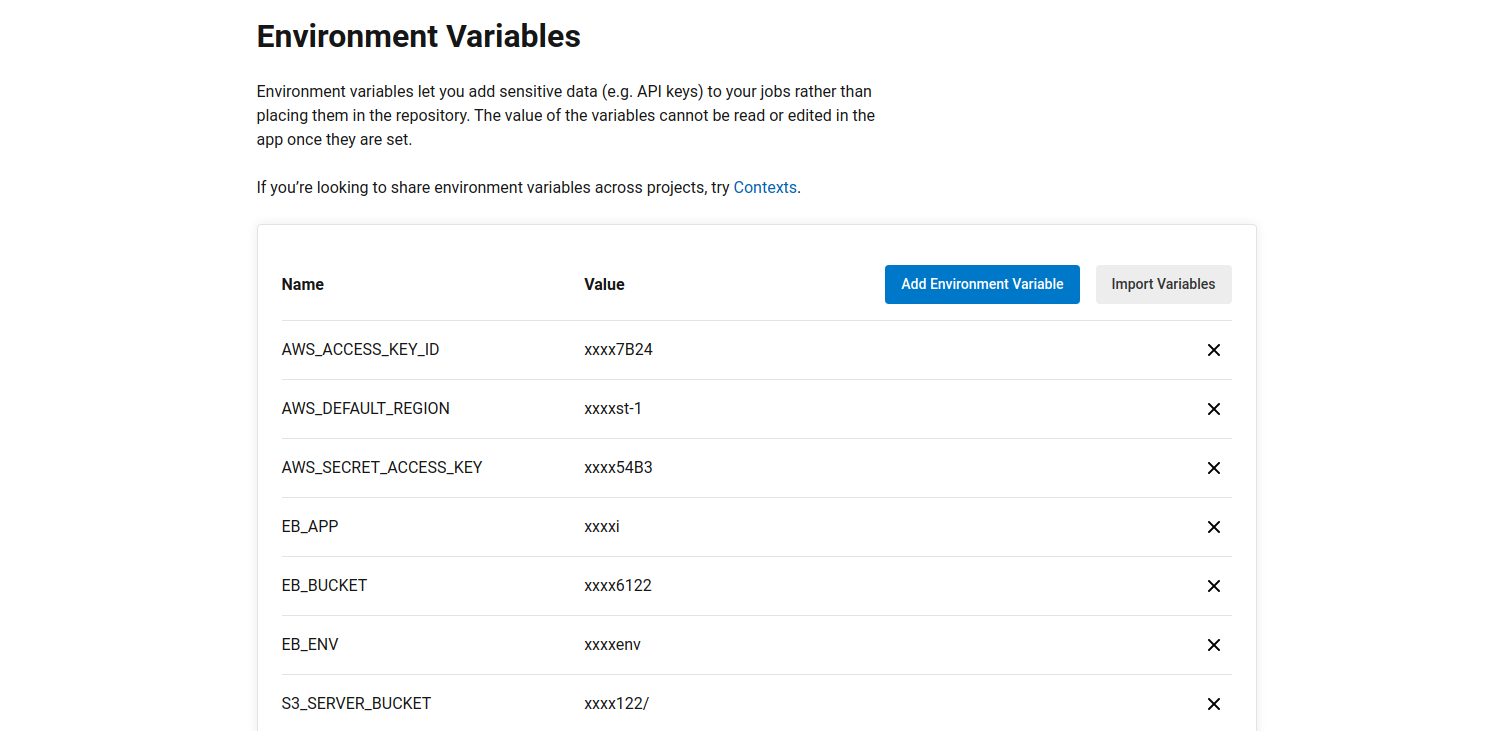 Environment Variables
Environment variables let you add sensitive data (e.g. API keys) to your jobs rather than
placing them in the repository. The value of the variables cannot be read or edited in the
app once they are set.
If you’re looking to share environment variables across projects, try Contexts.
Name Value Add Environment Variable Import Variables
AWS_ACCESS_KEY_ID xxxx7B24
AWS_DEFAULT_REGION xxxxst-1
AWS_SECRET_ACCESS_KEY xxxx54B3
EB_APP xxxxi
EB_BUCKET xxxx6122
EB_ENV xxxxenv
S3_SERVER_BUCKET xxxx122/